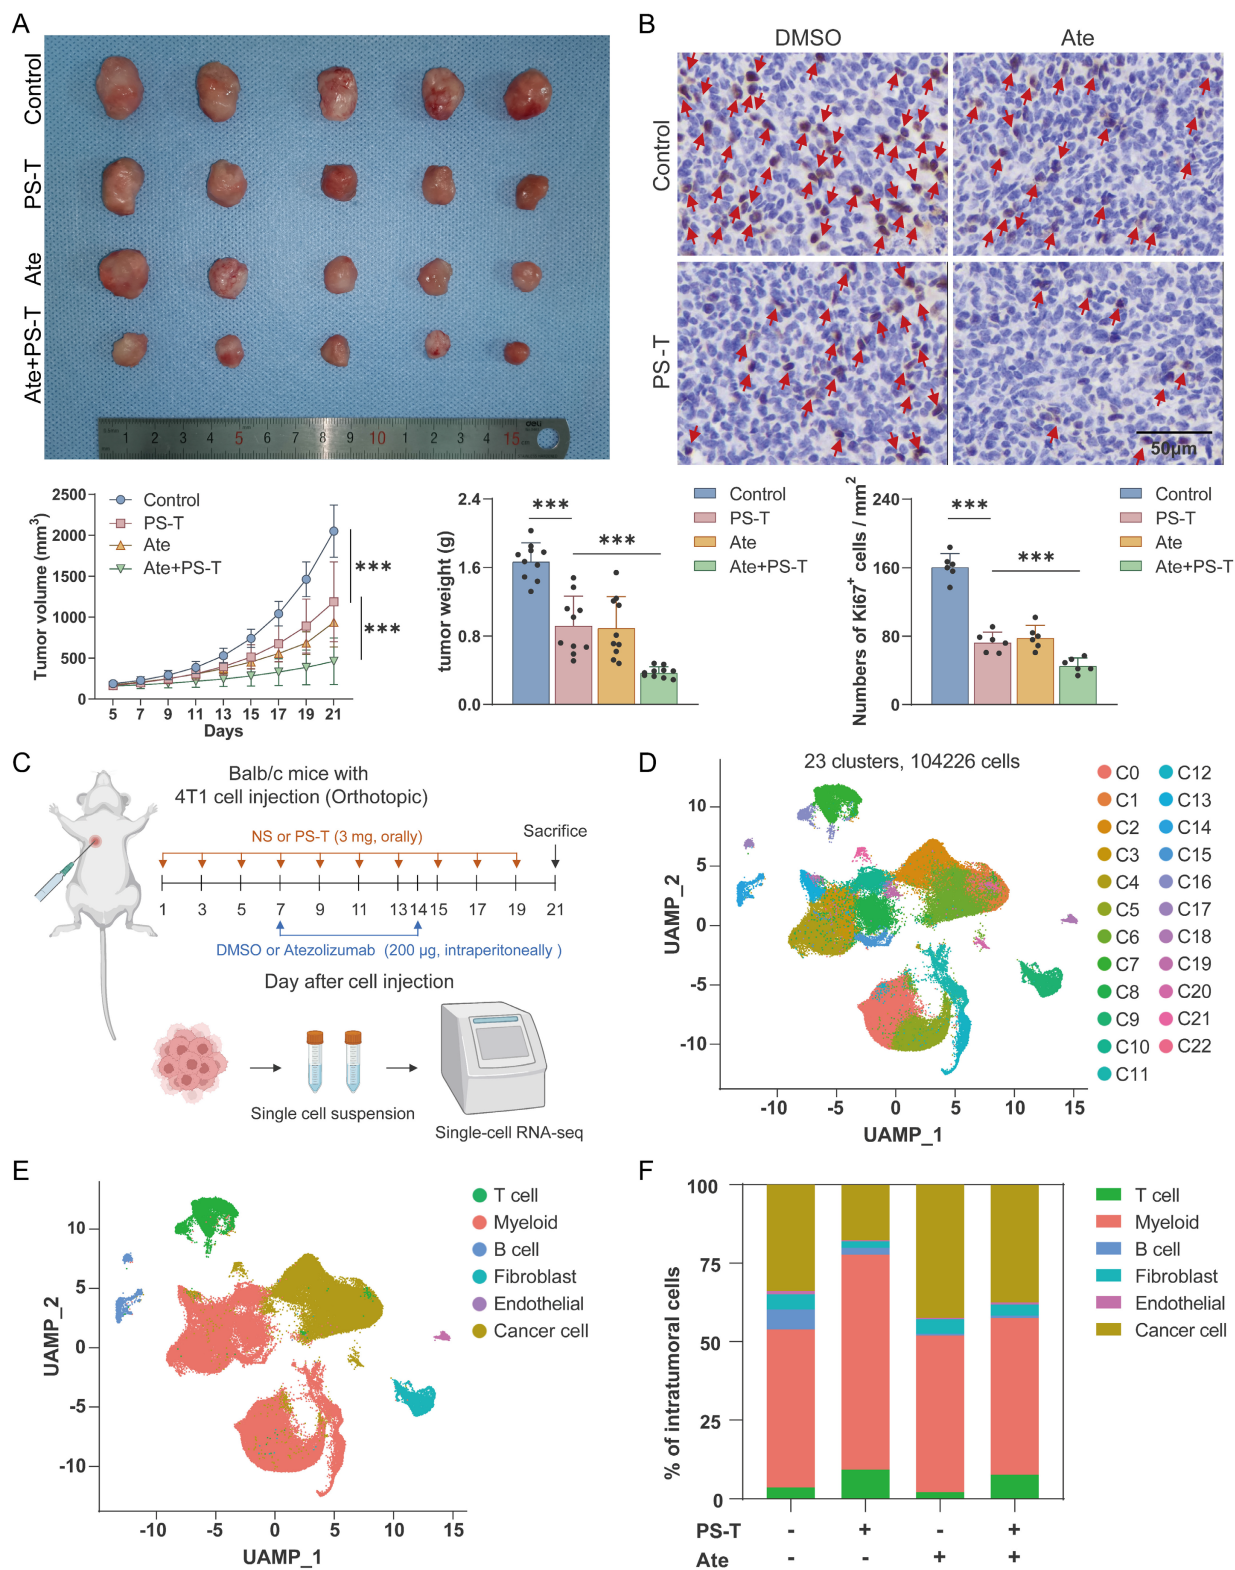 A
Control
PS-T
Ate
Ate+PS-T
1 2 3 4 5 6 7 8 9 10 1 2 3 4 15 cm
deli
Tumor volume (mm³)
2500
2000
1500
1000
500
0
5 7 9 11 13 15 17 19 21
Days
Control
PS-T
Ate
Ate+PS-T
***
***
tumor weight (g)
2.4
1.6
0.8
0.0
***
***
Control
PS-T
Ate
Ate+PS-T
B
DMSO
Ate
Control
PS-T
50μm
Numbers of Ki67⁺ cells / mm²
240
160
80
0
***
***
Control
PS-T
Ate
Ate+PS-T
C
Balb/c mice with
4T1 cell injection (Orthotopic)
NS or PS-T (3 mg, orally)
Sacrifice
1 3 5 7 9 11 13 14 15 17 19 21
DMSO or Atezolizumab (200 μg, intraperitoneally )
Day after cell injection
Single cell suspension
Single-cell RNA-seq
D
23 clusters, 104226 cells
UAMP_2
10
5
0
-5
-10
-10 -5 0 5 10 15
UAMP_1
C0
C1
C2
C3
C4
C5
C6
C7
C8
C9
C10
C11
C12
C13
C14
C15
C16
C17
C18
C19
C20
C21
C22
E
UAMP_2
10
5
0
-5
-10
-10 -5 0 5 10 15
UAMP_1
T cell
Myeloid
B cell
Fibroblast
Endothelial
Cancer cell
F
% of intratumoral cells
100
75
50
25
0
PS-T - + - +
Ate - - + +
T cell
Myeloid
B cell
Fibroblast
Endothelial
Cancer cell